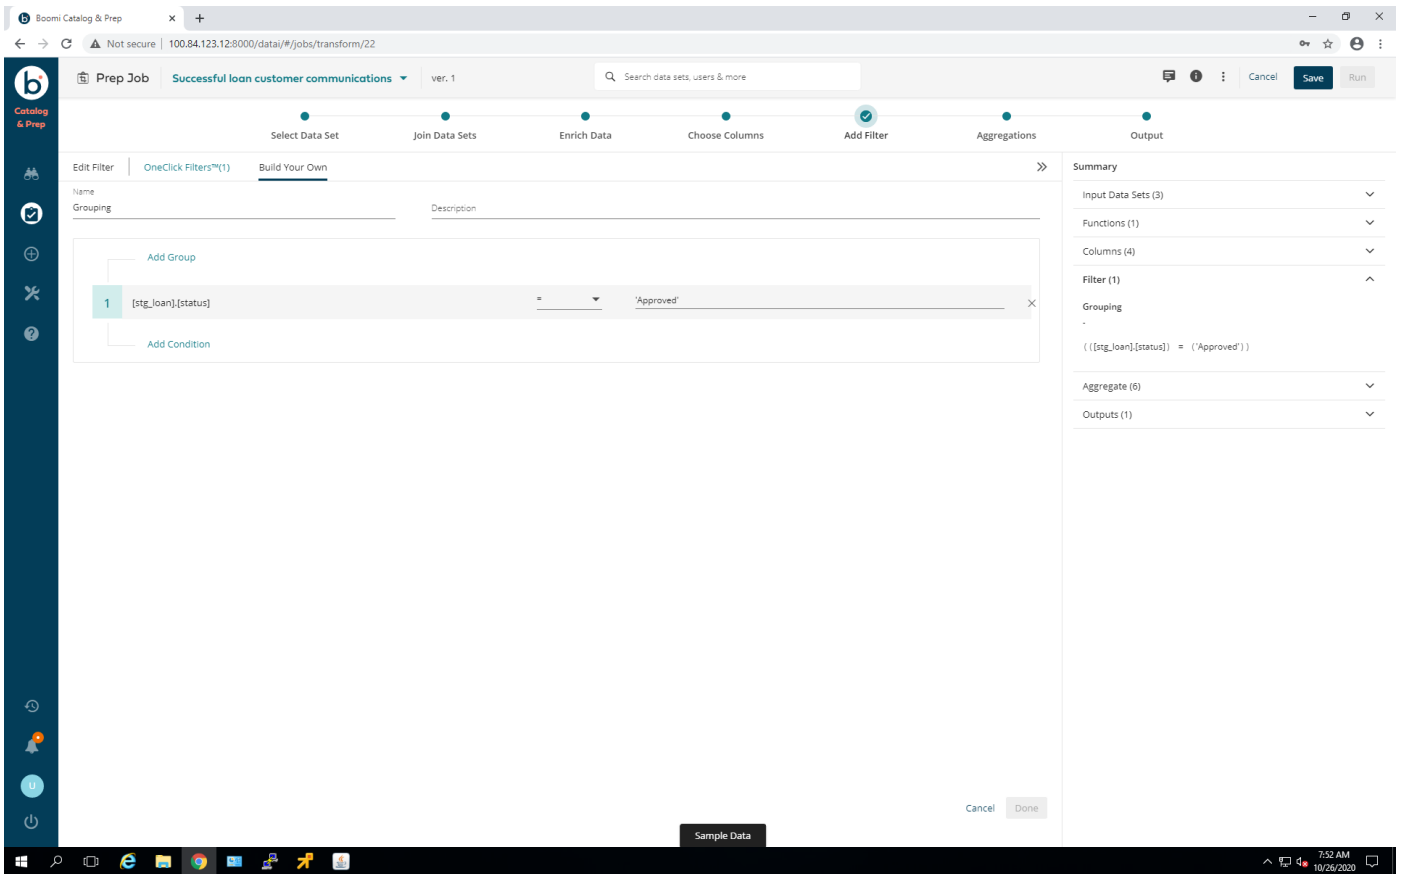 Boomi Catalog & Prep
Not secure | 100.84.123.12:8000/datai/#/jobs/transform/22
b
Catalog
& Prep
Prep Job Successful loan customer communications ver. 1 Search data sets, users & more Cancel Save Run
Select Data Set Join Data Sets Enrich Data Choose Columns Add Filter Aggregations Output
Edit Filter OneClick Filters™(1) Build Your Own
Name
Grouping Description
Add Group
1 [stg_loan].[status] = 'Approved'
Add Condition
Summary
Input Data Sets (3)
Functions (1)
Columns (4)
Filter (1)
Grouping
-
(([stg_loan].[status]) = ('Approved'))
Aggregate (6)
Outputs (1)
Cancel Done
Sample Data
U
7:52 AM
10/26/2020